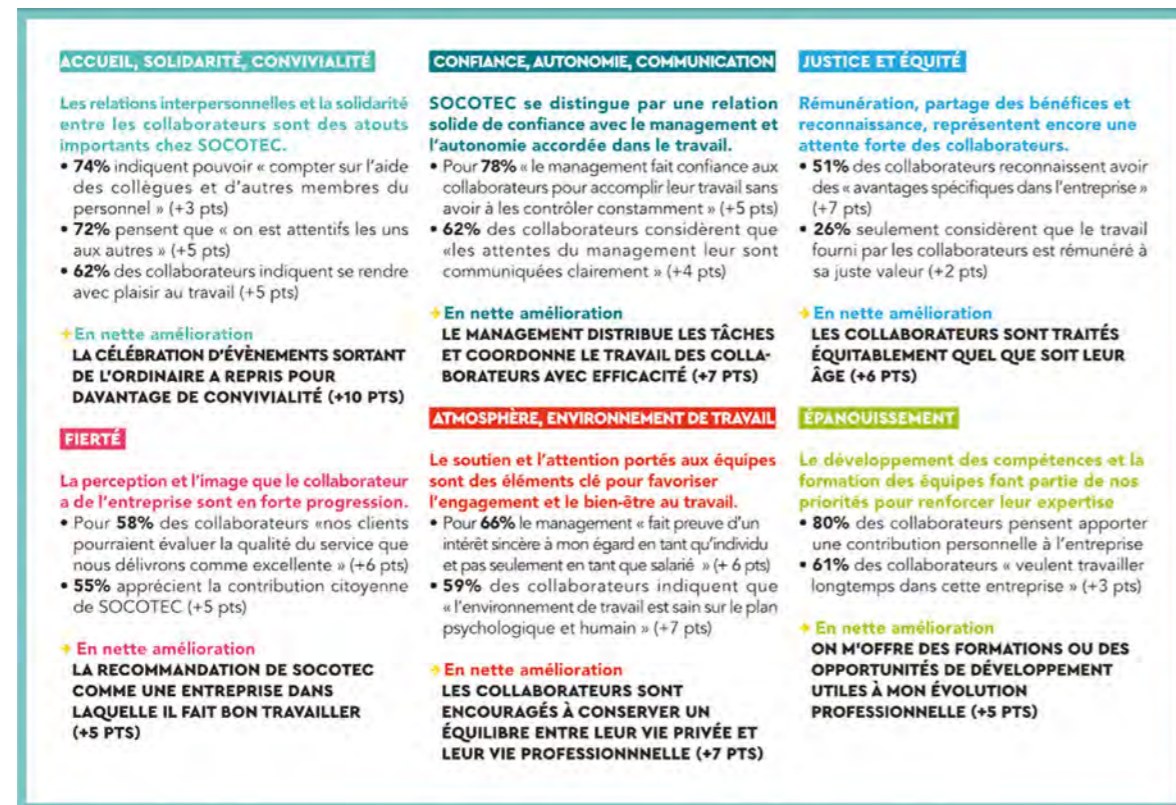 ACCUEIL, SOLIDARITÉ, CONVIVIALITÉ
Les relations interpersonnelles et la solidarité
entre les collaborateurs sont des atouts
importants chez SOCOTEC.
• 74% indiquent pouvoir « compter sur l'aide
des collègues et d'autres membres du
personnel » (+3 pts)
• 72% pensent que « on est attentifs les uns
aux autres » (+5 pts)
• 62% des collaborateurs indiquent se rendre
avec plaisir au travail (+5 pts)
En nette amélioration
LA CÉLÉBRATION D'ÉVÈNEMENTS SORTANT
DE L'ORDINAIRE A REPRIS POUR
DAVANTAGE DE CONVIVIALITÉ (+10 PTS)
FIERTÉ
La perception et l'image que le collaborateur
a de l'entreprise sont en forte progression.
• Pour 58% des collaborateurs «nos clients
pourraient évaluer la qualité du service que
nous délivrons comme excellente » (+6 pts)
• 55% apprécient la contribution citoyenne
de SOCOTEC (+5 pts)
En nette amélioration
LA RECOMMANDATION DE SOCOTEC
COMME UNE ENTREPRISE DANS
LAQUELLE IL FAIT BON TRAVAILLER
(+5 PTS)
CONFIANCE, AUTONOMIE, COMMUNICATION
SOCOTEC se distingue par une relation
solide de confiance avec le management et
l'autonomie accordée dans le travail.
• Pour 78% « le management fait confiance aux
collaborateurs pour accomplir leur travail sans
avoir à les contrôler constamment » (+5 pts)
• 62% des collaborateurs considèrent que
«les attentes du management leur sont
communiquées clairement » (+4 pts)
En nette amélioration
LE MANAGEMENT DISTRIBUE LES TÂCHES
ET COORDONNE LE TRAVAIL DES COLLA-
BORATEURS AVEC EFFICACITÉ (+7 PTS)
ATMOSPHÈRE, ENVIRONNEMENT DE TRAVAIL
Le soutien et l'attention portés aux équipes
sont des éléments clé pour favoriser
l'engagement et le bien-être au travail.
• Pour 66% le management « fait preuve d'un
intérêt sincère à mon égard en tant qu'individu
et pas seulement en tant que salarié » (+ 6 pts)
• 59% des collaborateurs indiquent que
« l'environnement de travail est sain sur le plan
psychologique et humain » (+7 pts)
En nette amélioration
LES COLLABORATEURS SONT
ENCOURAGÉS À CONSERVER UN
ÉQUILIBRE ENTRE LEUR VIE PRIVÉE ET
LEUR VIE PROFESSIONNNELLE (+7 PTS)
JUSTICE ET ÉQUITÉ
Rémunération, partage des bénéfices et
reconnaissance, représentent encore une
attente forte des collaborateurs.
• 51% des collaborateurs reconnaissent avoir
des « avantages spécifiques dans l'entreprise »
(+7 pts)
• 26% seulement considèrent que le travail
fourni par les collaborateurs est rémunéré à
sa juste valeur (+2 pts)
En nette amélioration
LES COLLABORATEURS SONT TRAITÉS
ÉQUITABLEMENT QUEL QUE SOIT LEUR
ÂGE (+6 PTS)
ÉPANOUISSEMENT
Le développement des compétences et la
formation des équipes font partie de nos
priorités pour renforcer leur expertise
• 80% des collaborateurs pensent apporter
une contribution personnelle à l'entreprise
• 61% des collaborateurs « veulent travailler
longtemps dans cette entreprise » (+3 pts)
En nette amélioration
ON M'OFFRE DES FORMATIONS OU DES
OPPORTUNITÉS DE DÉVELOPPEMENT
UTILES À MON ÉVOLUTION
PROFESSIONNELLE (+5 PTS)